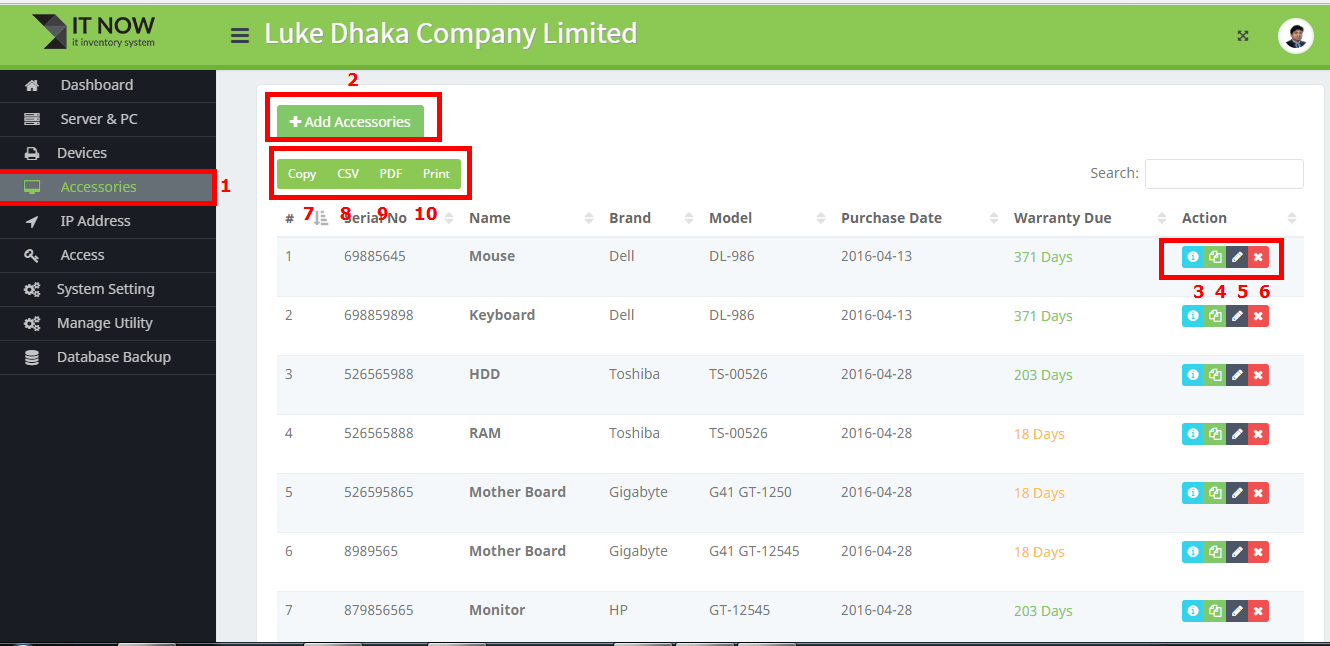 IT NOW
it inventory system
Luke Dhaka Company Limited
Dashboard
Server & PC
Devices
Accessories
IP Address
Access
System Setting
Manage Utility
Database Backup
1
2
Add Accessories
Copy CSV PDF Print
Search:
7 8 9 10
# Serial No Name Brand Model Purchase Date Warranty Due Action
1 69885645 Mouse Dell DL-986 2016-04-13 371 Days
3 4 5 6
2 698859898 Keyboard Dell DL-986 2016-04-13 371 Days
3 526565988 HDD Toshiba TS-00526 2016-04-28 203 Days
4 526565888 RAM Toshiba TS-00526 2016-04-28 18 Days
5 526595865 Mother Board Gigabyte G41 GT-1250 2016-04-28 18 Days
6 8989565 Mother Board Gigabyte G41 GT-12545 2016-04-28 18 Days
7 879856565 Monitor HP GT-12545 2016-04-28 203 Days